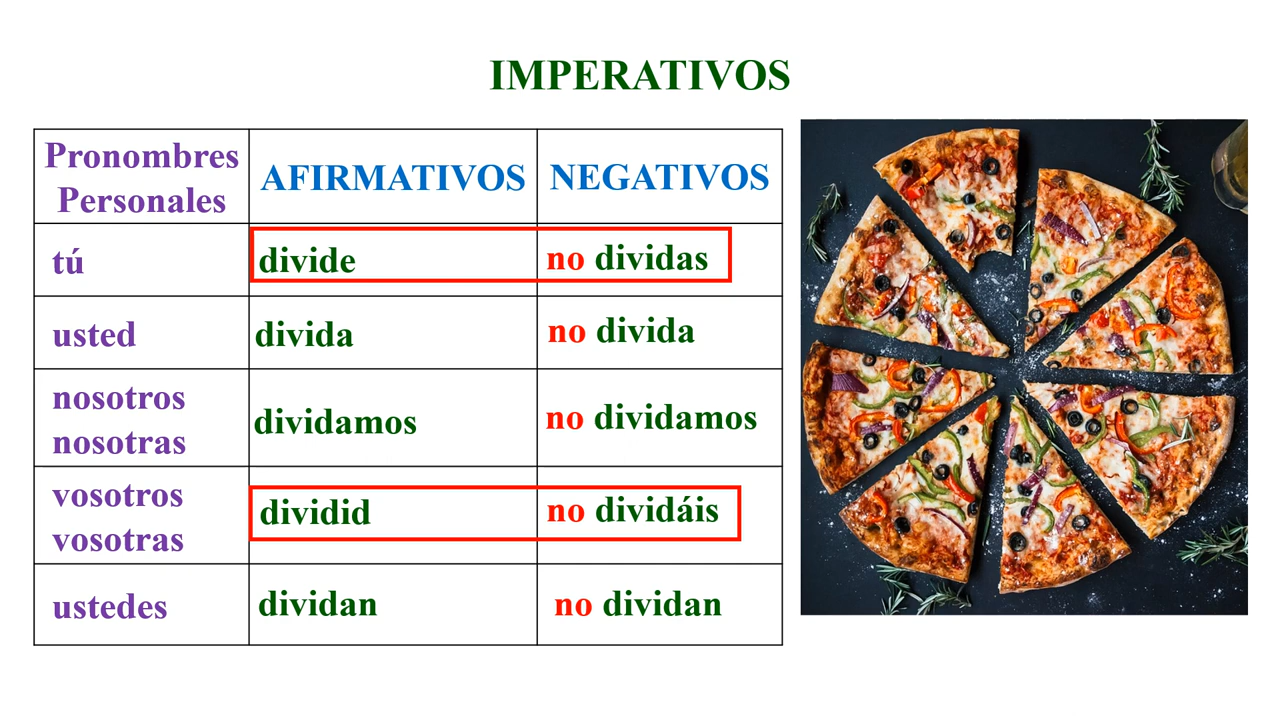 IMPERATIVOS
Pronombres
Personales
AFIRMATIVOS
NEGATIVOS
tú
divide
no dividas
usted
divida
no divida
nosotros
nosotras
dividamos
no dividamos
vosotros
vosotras
dividid
no dividáis
ustedes
dividan
no dividan